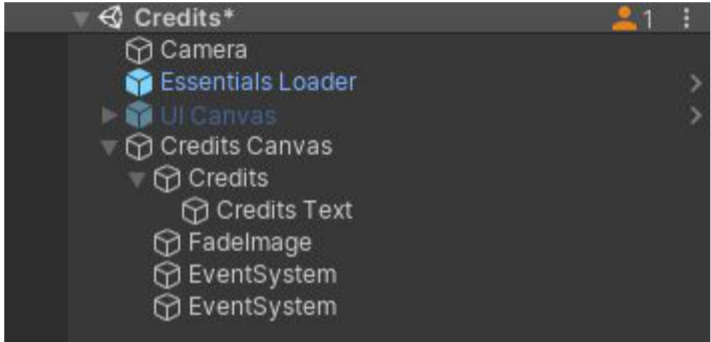 Credits*
1
Camera
Essentials Loader
UI Canvas
Credits Canvas
Credits
Credits Text
FadeImage
EventSystem
EventSystem